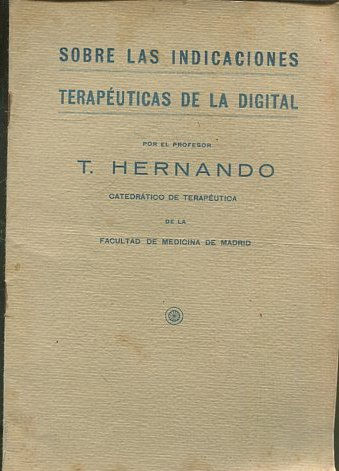 SOBRE LAS INDICACIONES
TERAPÉUTICAS DE LA DIGITAL
POR EL PROFESOR
T. HERNANDO
CATEDRÁTICO DE TERAPÉUTICA
DE LA
FACULTAD DE MEDICINA DE MADRID